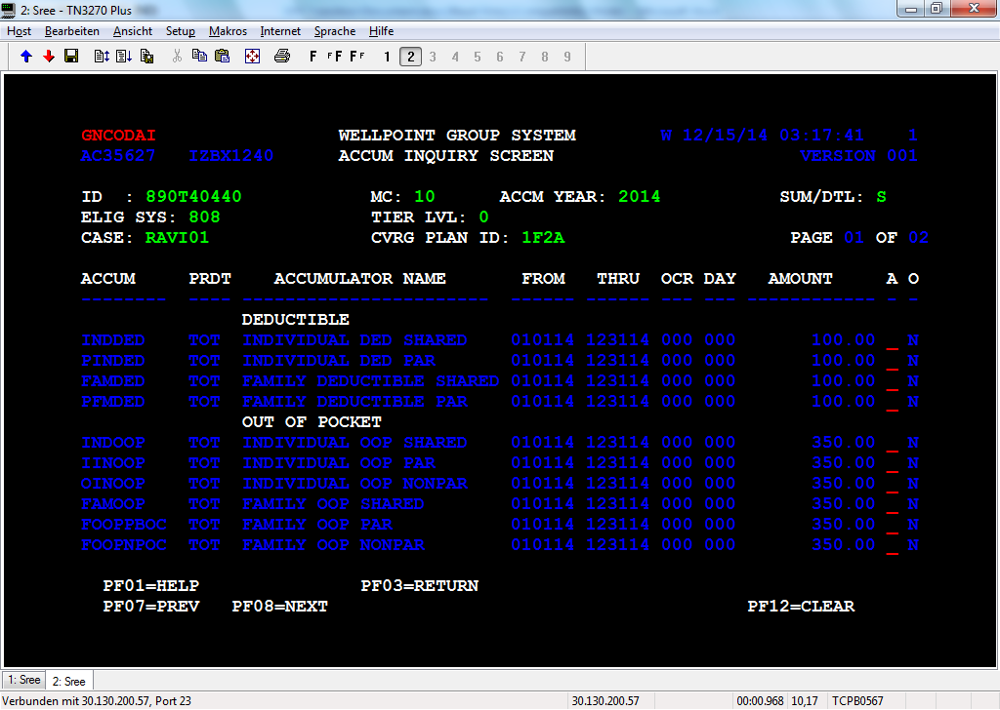 2: Sree - TN3270 Plus
Host Bearbeiten Ansicht Setup Makros Internet Sprache Hilfe
F FF FF 1 2 3 4 5 6 7 8 9
GNCODAI WELLPOINT GROUP SYSTEM W 12/15/14 03:17:41 1
AC35627 IZBX1240 ACCUM INQUIRY SCREEN VERSION 001
ID : 890T40440 MC: 10 ACCM YEAR: 2014 SUM/DTL: S
ELIG SYS: 808 TIER LVL: 0
CASE: RAVI01 CVRG PLAN ID: 1F2A PAGE 01 OF 02
ACCUM PRDT ACCUMULATOR NAME FROM THRU OCR DAY AMOUNT A O
-------- ---- ----------------------- ------ ------ --- --- ------------ - -
DEDUCTIBLE
INDDED TOT INDIVIDUAL DED SHARED 010114 123114 000 000 100.00 _ N
PINDED TOT INDIVIDUAL DED PAR 010114 123114 000 000 100.00 _ N
FAMDED TOT FAMILY DEDUCTIBLE SHARED 010114 123114 000 000 100.00 _ N
PFMDED TOT FAMILY DEDUCTIBLE PAR 010114 123114 000 000 100.00 _ N
OUT OF POCKET
INDOOP TOT INDIVIDUAL OOP SHARED 010114 123114 000 000 350.00 _ N
IINOOP TOT INDIVIDUAL OOP PAR 010114 123114 000 000 350.00 _ N
OINOOP TOT INDIVIDUAL OOP NONPAR 010114 123114 000 000 350.00 _ N
FAMOOP TOT FAMILY OOP SHARED 010114 123114 000 000 350.00 _ N
FOOPPBOC TOT FAMILY OOP PAR 010114 123114 000 000 350.00 _ N
FOOPNPOC TOT FAMILY OOP NONPAR 010114 123114 000 000 350.00 _ N
PF01=HELP PF03=RETURN
PF07=PREV PF08=NEXT PF12=CLEAR
1: Sree 2: Sree
Verbunden mit 30.130.200.57, Port 23 30.130.200.57 00:00.968 10,17 TCPB0567